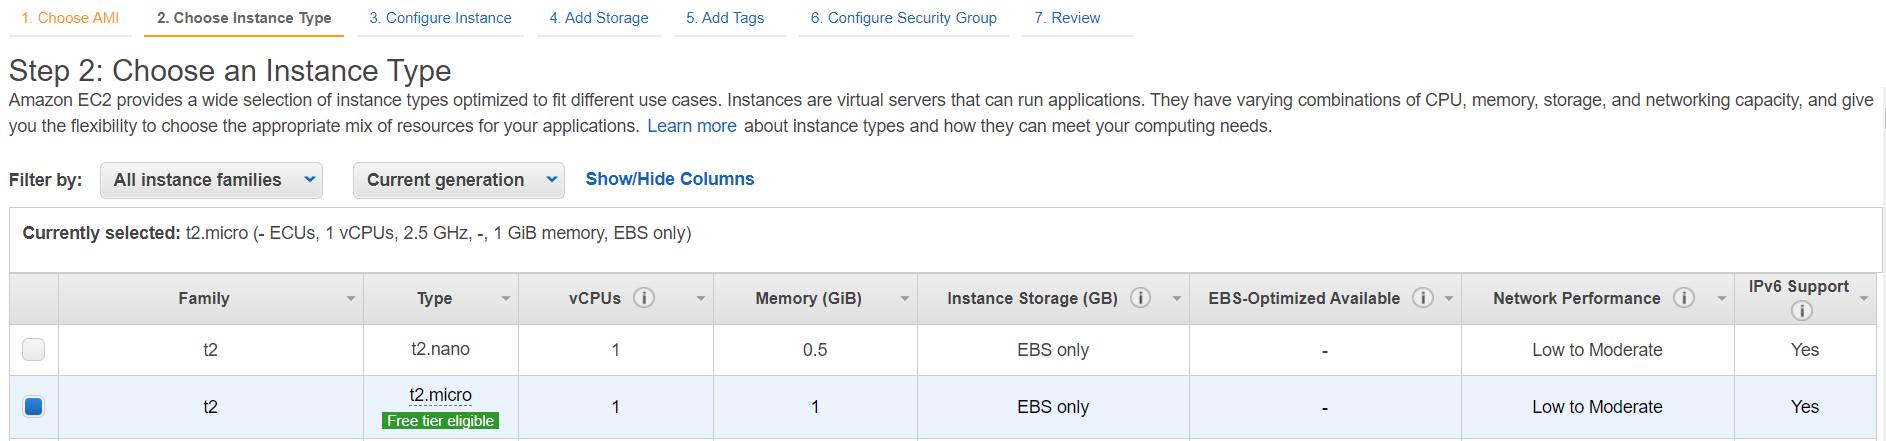 1. Choose AMI 2. Choose Instance Type 3. Configure Instance 4. Add Storage 5. Add Tags 6. Configure Security Group 7. Review
Step 2: Choose an Instance Type
Amazon EC2 provides a wide selection of instance types optimized to fit different use cases. Instances are virtual servers that can run applications. They have varying combinations of CPU, memory, storage, and networking capacity, and give
you the flexibility to choose the appropriate mix of resources for your applications. Learn more about instance types and how they can meet your computing needs.
Filter by: All instance families Current generation Show/Hide Columns
Currently selected: t2.micro (- ECUs, 1 vCPUs, 2.5 GHz, -, 1 GiB memory, EBS only)
Family Type vCPUs i Memory (GiB) Instance Storage (GB) i EBS-Optimized Available i Network Performance i IPv6 Support i
t2 t2.nano 1 0.5 EBS only - Low to Moderate Yes
t2 t2.micro 1 1 EBS only - Low to Moderate Yes
Free tier eligible